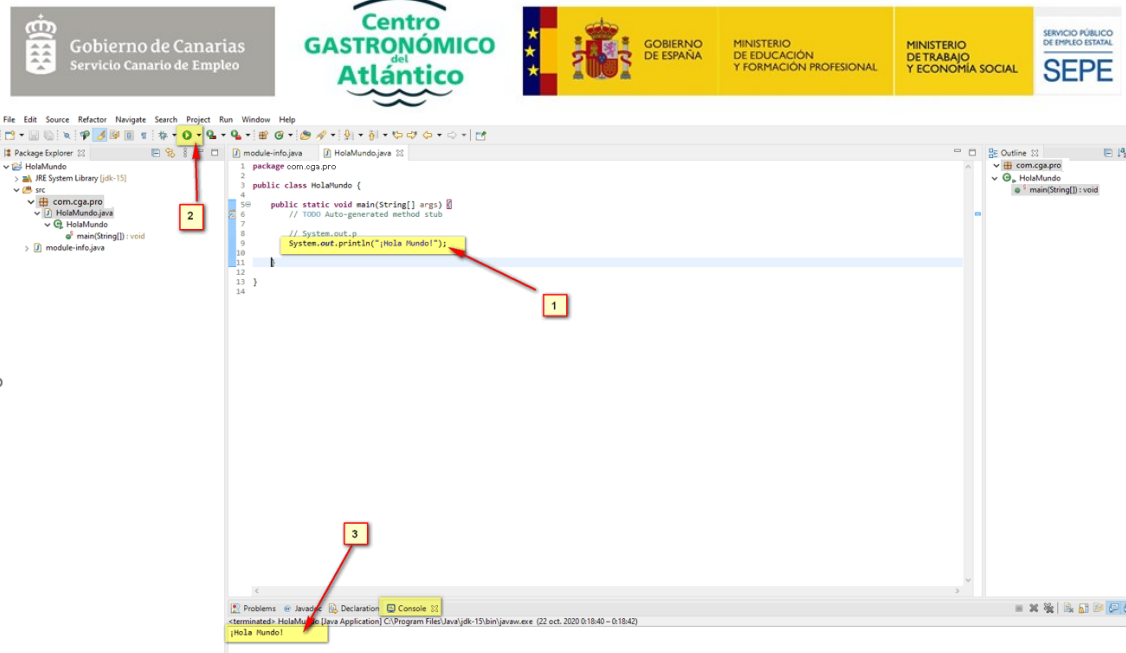 Gobierno de Canarias
Servicio Canario de Empleo
Centro
GASTRONÓMICO
del
Atlántico
GOBIERNO
DE ESPAÑA
MINISTERIO
DE EDUCACIÓN
Y FORMACIÓN PROFESIONAL
MINISTERIO
DE TRABAJO
Y ECONOMÍA SOCIAL
SERVICIO PÚBLICO
DE EMPLEO ESTATAL
SEPE
File Edit Source Refactor Navigate Search Project Run Window Help
Package Explorer
HolaMundo
JRE System Library [jdk-15]
src
com.cga.pro
HolaMundo.java
HolaMundo
main(String[]) : void
module-info.java
2
module-info.java HolaMundo.java
1 package com.cga.pro
2
3 public class HolaMundo {
4
5 public static void main(String[] args) {
6 // TODO Auto-generated method stub
7
8 // System.out.p
9 System.out.println("¡Hola Mundo!");
10
11 }
12
13 }
14
1
Outline
com.cga.pro
HolaMundo
main(String[]) : void
3
Problems Javadoc Declaration Console
<terminated> HolaMundo [Java Application] C:\Program Files\Java\jdk-15\bin\javaw.exe (22 oct. 2020 0:18:40 – 0:18:42)
¡Hola Mundo!